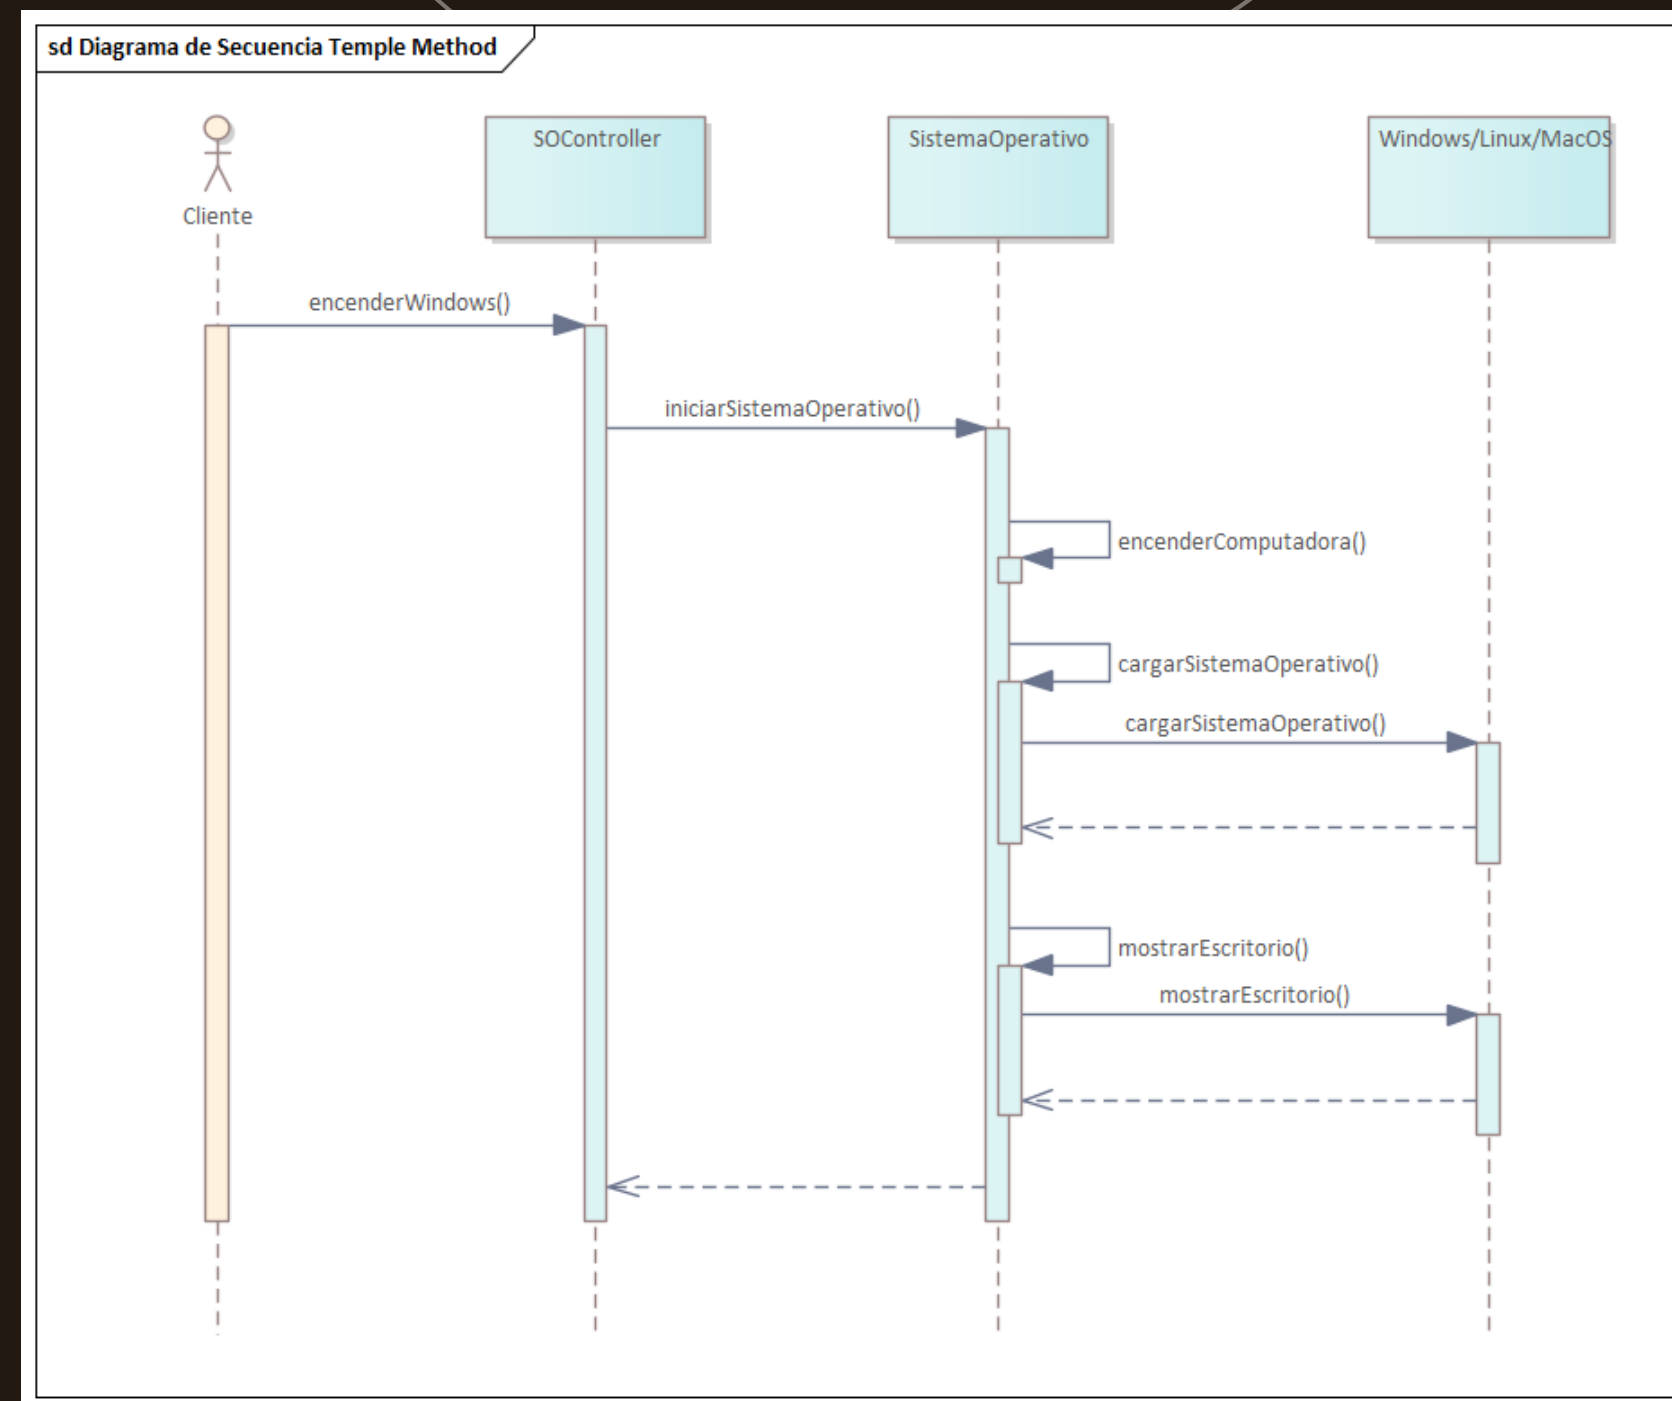 sd Diagrama de Secuencia Temple Method
Cliente
SOController
SistemaOperativo
Windows/Linux/MacOS
encenderWindows()
iniciarSistemaOperativo()
encenderComputadora()
cargarSistemaOperativo()
cargarSistemaOperativo()
mostrarEscritorio()
mostrarEscritorio()